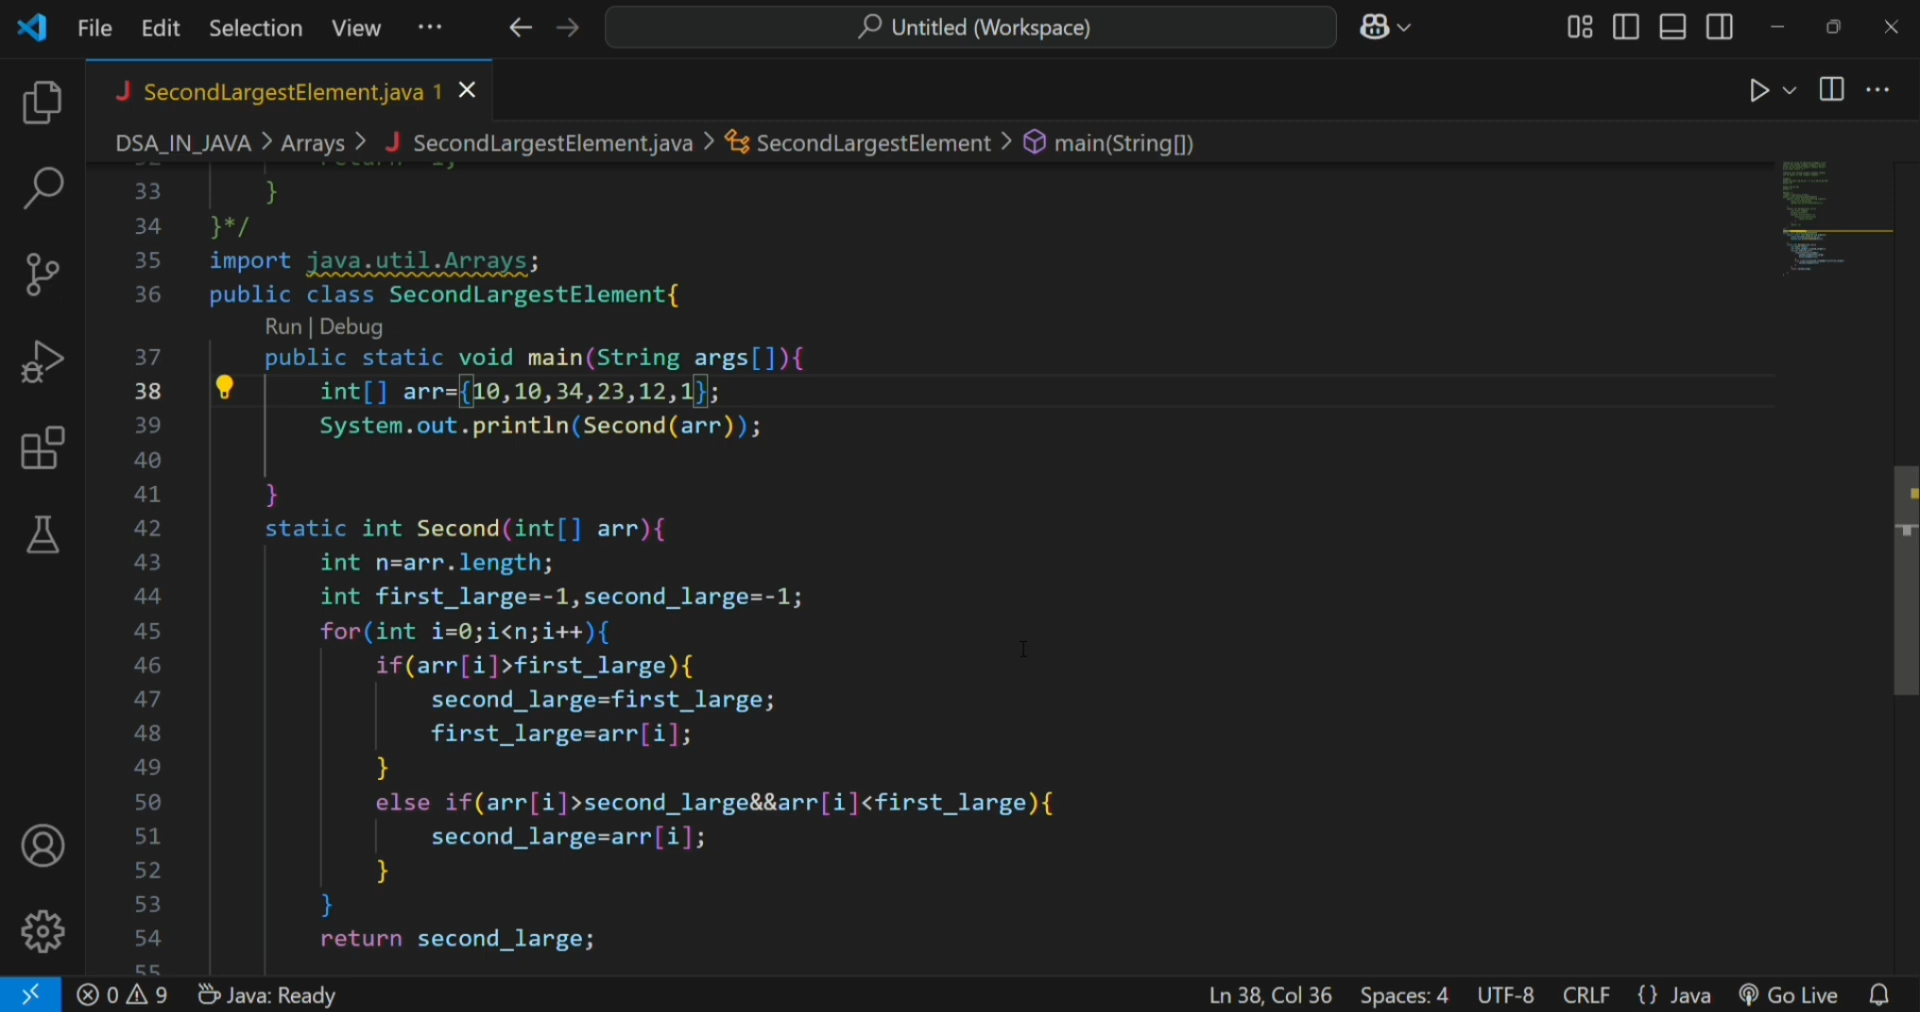 File Edit Selection View ··· Untitled (Workspace)
J SecondLargestElement.java 1
DSA_IN_JAVA > Arrays > J SecondLargestElement.java > SecondLargestElement > main(String[])
33 }
34 }*/
35 import java.util.Arrays;
36 public class SecondLargestElement{
Run | Debug
37 public static void main(String args[]){
38 int[] arr={10,10,34,23,12,1};
39 System.out.println(Second(arr));
40
41 }
42 static int Second(int[] arr){
43 int n=arr.length;
44 int first_large=-1,second_large=-1;
45 for(int i=0;i<n;i++){
46 if(arr[i]>first_large){
47 second_large=first_large;
48 first_large=arr[i];
49 }
50 else if(arr[i]>second_large&&arr[i]<first_large){
51 second_large=arr[i];
52 }
53 }
54 return second_large;
55
0 9 Java: Ready Ln 38, Col 36 Spaces: 4 UTF-8 CRLF {} Java Go Live